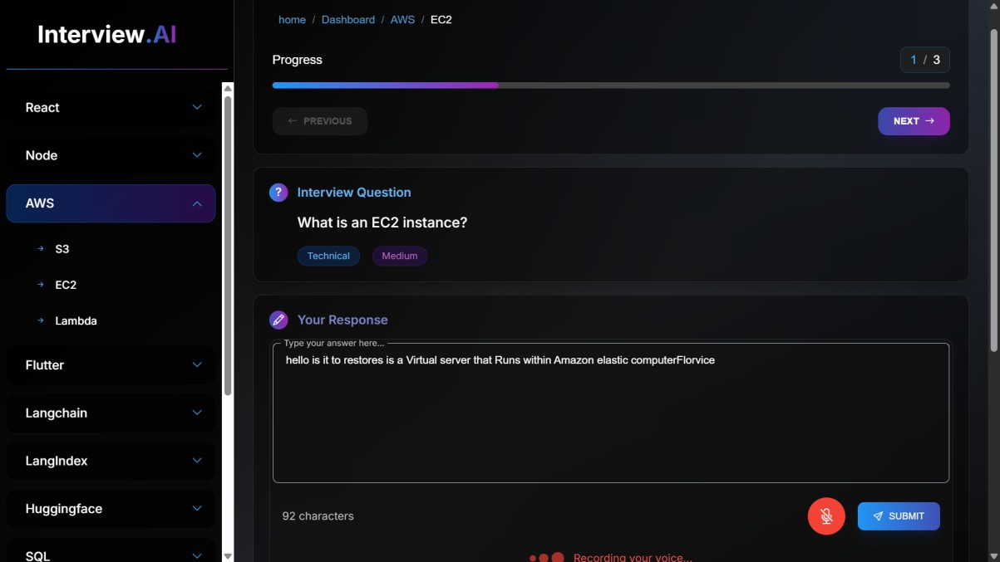 Interview.AI
React
Node
AWS
S3
EC2
Lambda
Flutter
Langchain
LangIndex
Huggingface
SQL
home / Dashboard / AWS / EC2
Progress
1 / 3
← PREVIOUS
NEXT →
? Interview Question
What is an EC2 instance?
Technical Medium
Your Response
Type your answer here...
hello is it to restores is a Virtual server that Runs within Amazon elastic computerFlorvice
92 characters
SUBMIT
Recording your voice...